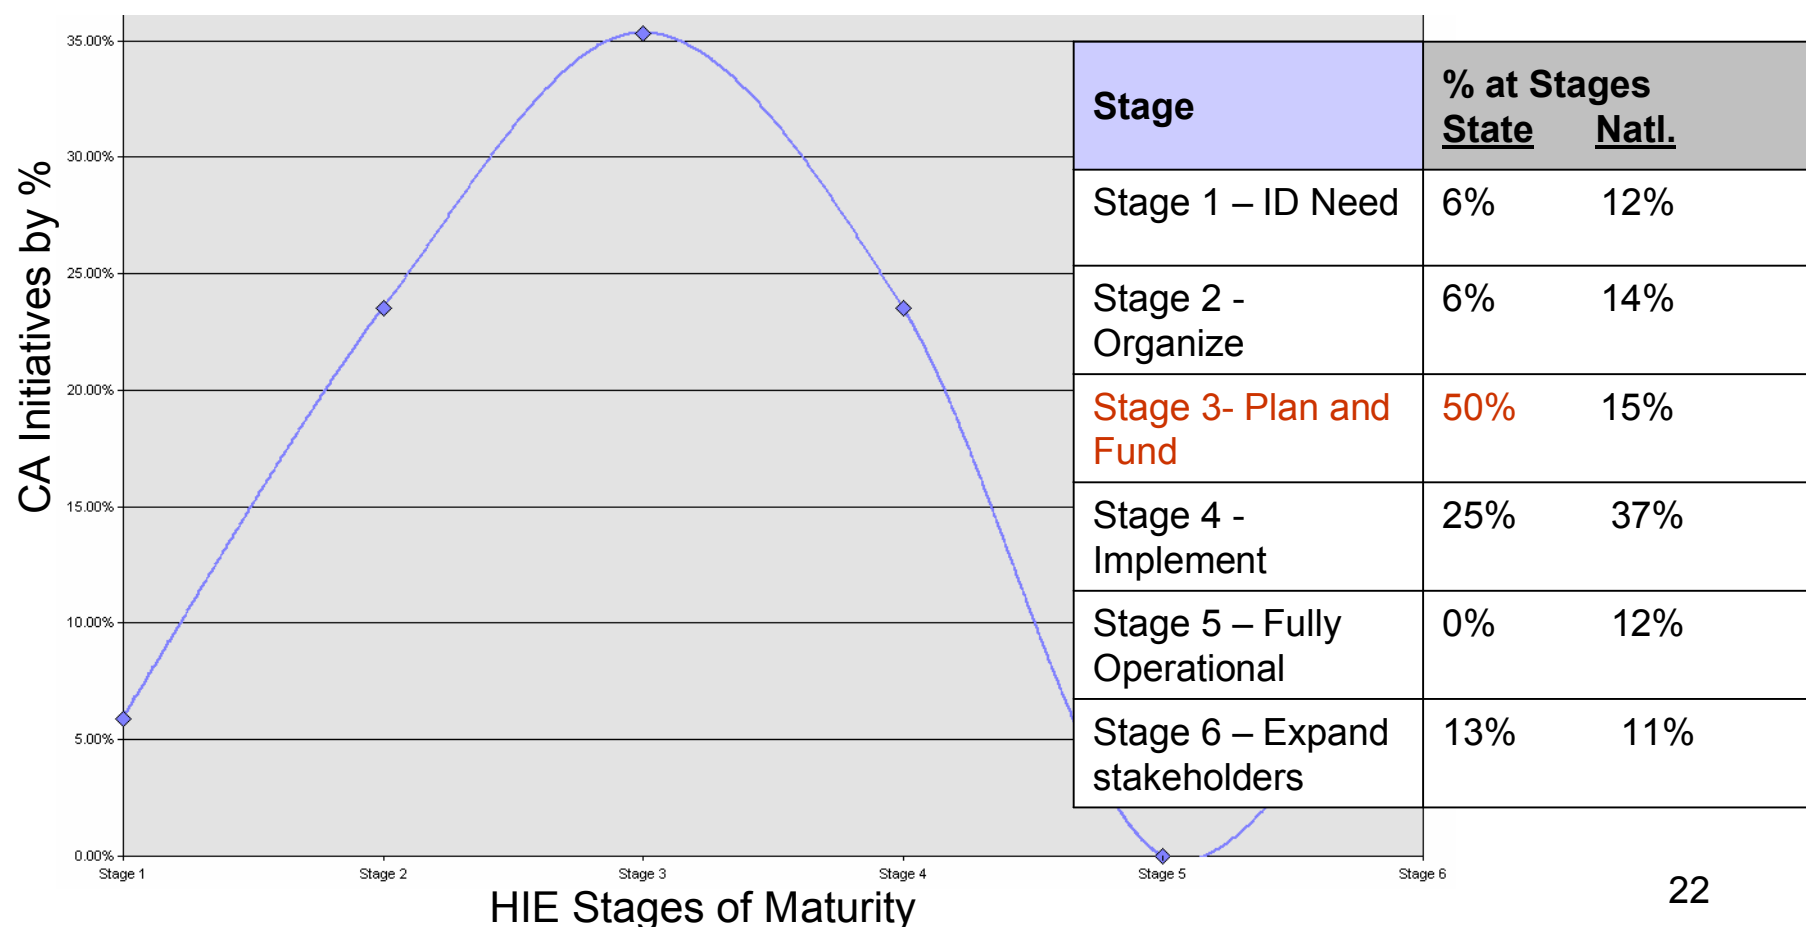 CA Initiatives by %
35.00%
30.00%
25.00%
20.00%
15.00%
10.00%
5.00%
0.00%
Stage 1
Stage 2
Stage 3
Stage 4
Stage 5
Stage 6
HIE Stages of Maturity
Stage
% at Stages
State Natl.
Stage 1 – ID Need 6% 12%
Stage 2 - 6% 14%
Organize
Stage 3- Plan and 50% 15%
Fund
Stage 4 - 25% 37%
Implement
Stage 5 – Fully 0% 12%
Operational
Stage 6 – Expand 13% 11%
stakeholders
22